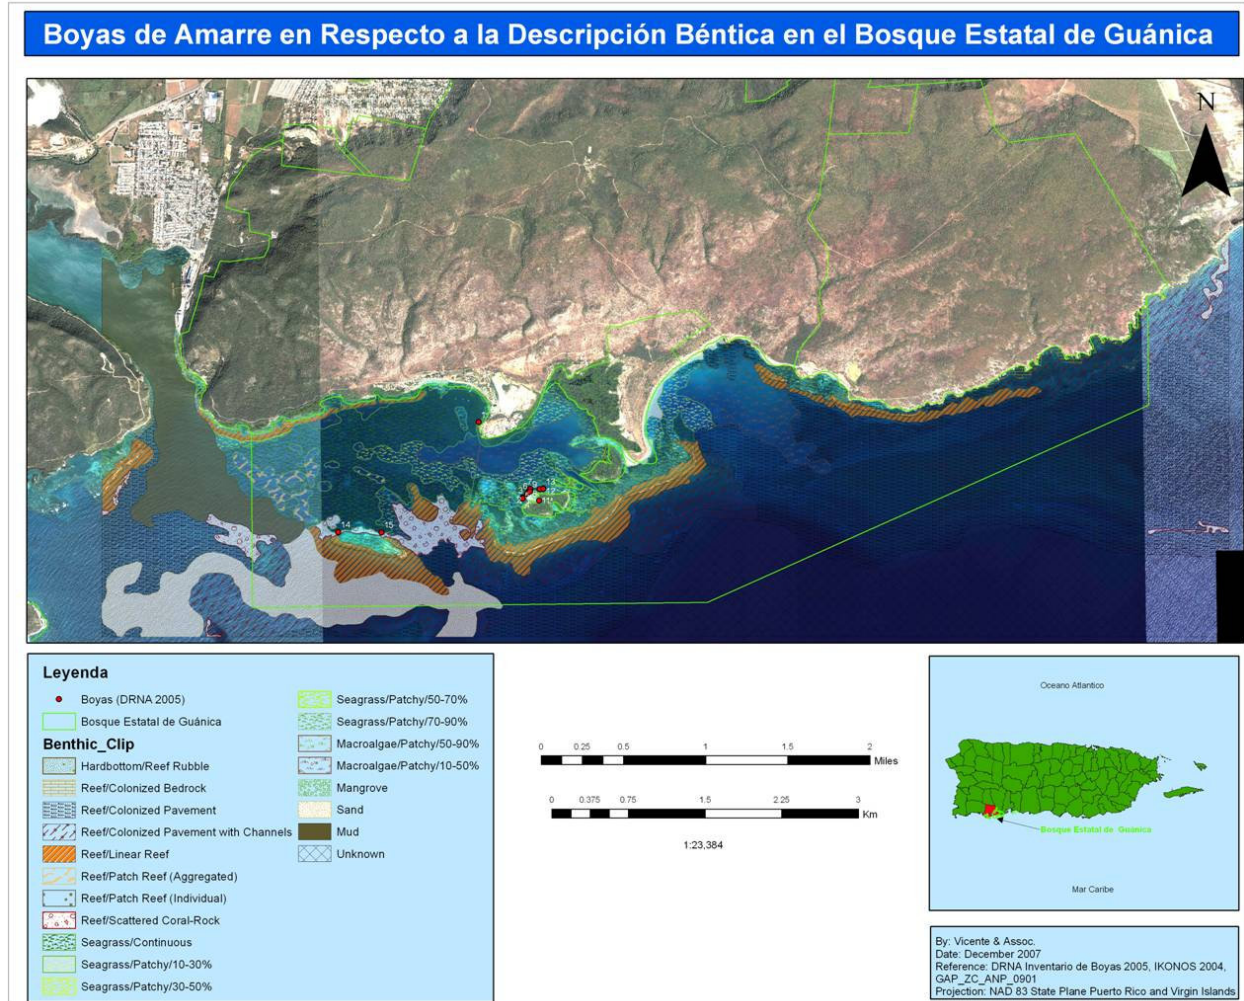 Boyas de Amarre en Respecto a la Descripción Béntica en el Bosque Estatal de Guánica
N
13
12
11
14
15
Leyenda
Boyas (DRNA 2005)
Bosque Estatal de Guánica
Benthic_Clip
Hardbottom/Reef Rubble
Reef/Colonized Bedrock
Reef/Colonized Pavement
Reef/Colonized Pavement with Channels
Reef/Linear Reef
Reef/Patch Reef (Aggregated)
Reef/Patch Reef (Individual)
Reef/Scattered Coral-Rock
Seagrass/Continuous
Seagrass/Patchy/10-30%
Seagrass/Patchy/30-50%
Seagrass/Patchy/50-70%
Seagrass/Patchy/70-90%
Macroalgae/Patchy/50-90%
Macroalgae/Patchy/10-50%
Mangrove
Sand
Mud
Unknown
0 0.25 0.5 1 1.5 2
Miles
0 0.375 0.75 1.5 2.25 3
Km
1:23,384
Oceano Atlantico
Bosque Estatal de Guánica
Mar Caribe
By: Vicente & Assoc.
Date: December 2007
Reference: DRNA Inventario de Boyas 2005, IKONOS 2004,
GAP_ZC_ANP_0901
Projection: NAD 83 State Plane Puerto Rico and Virgin Islands